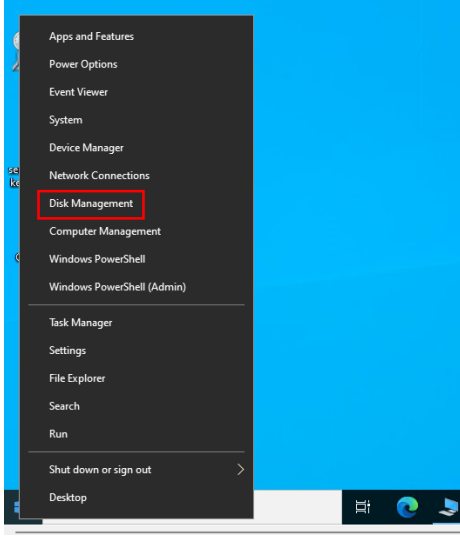 Apps and Features
Power Options
Event Viewer
System
Device Manager
Network Connections
Disk Management
Computer Management
Windows PowerShell
Windows PowerShell (Admin)
Task Manager
Settings
File Explorer
Search
Run
Shut down or sign out
Desktop